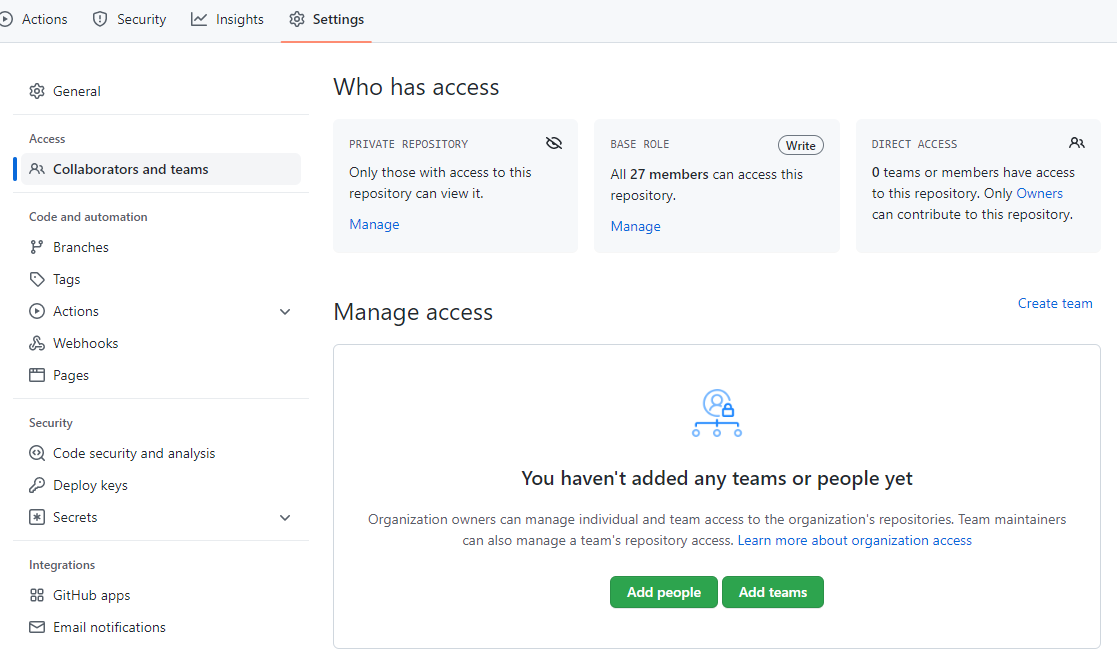 Actions
Security
Insights
Settings
General
Access
Collaborators and teams
Code and automation
Branches
Tags
Actions
Webhooks
Pages
Security
Code security and analysis
Deploy keys
Secrets
Integrations
GitHub apps
Email notifications
Who has access
PRIVATE REPOSITORY
Only those with access to this
repository can view it.
Manage
BASE ROLE
Write
All 27 members can access this
repository.
Manage
DIRECT ACCESS
0 teams or members have access
to this repository. Only Owners
can contribute to this repository.
Manage access
Create team
You haven't added any teams or people yet
Organization owners can manage individual and team access to the organization's repositories. Team maintainers
can also manage a team's repository access. Learn more about organization access
Add people
Add teams